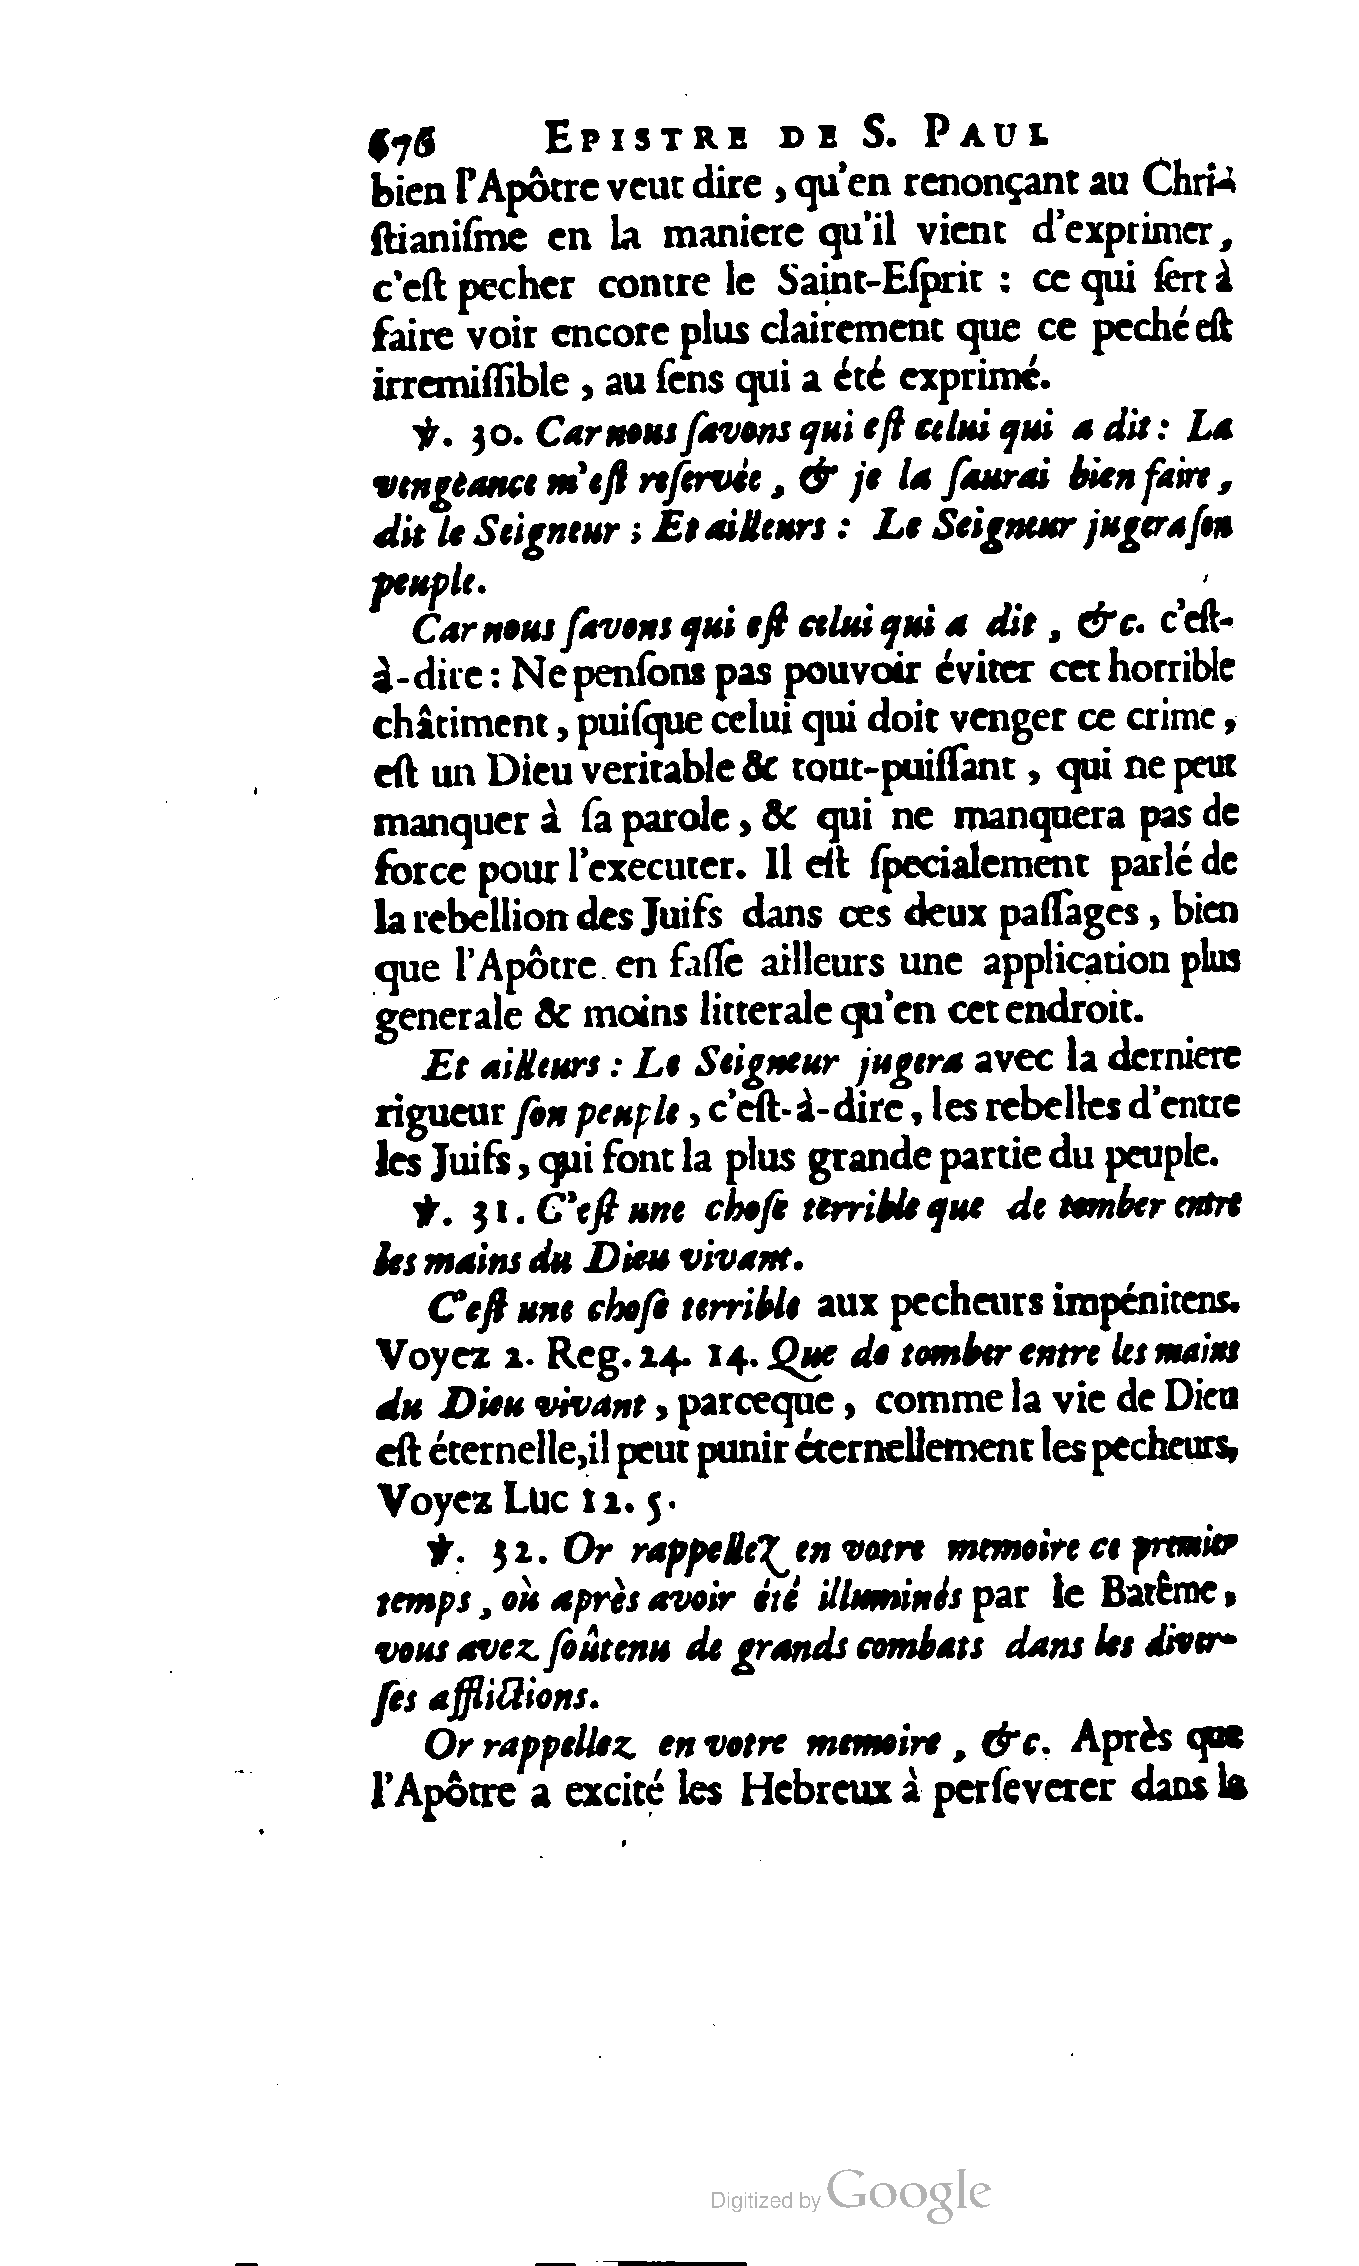 676 EPISTRE DE S. PAUL
bien l'Apôtre veut dire, qu'en renonçant au Chri-
ſtianiſme en la maniere qu'il vient d'exprimer,
c'eſt pecher contre le Saint-Eſprit : ce qui ſert à
faire voir encore plus clairement que ce peché eſt
irremiſſible, au ſens qui a été exprimé.
℣. 30. Car nous ſavons qui eſt celui qui a dit : La
vengeance m'eſt reſervée, & je la ſaurai bien faire,
dit le Seigneur ; Et ailleurs : Le Seigneur jugera ſon
peuple.
Car nous ſavons qui eſt celui qui a dit, &c. c'eſt-
à-dire : Ne penſons pas pouvoir éviter cet horrible
châtiment, puiſque celui qui doit venger ce crime,
eſt un Dieu veritable & tout-puiſſant, qui ne peut
manquer à ſa parole, & qui ne manquera pas de
force pour l'executer. Il eſt ſpecialement parlé de
la rebellion des Juifs dans ces deux paſſages, bien
que l'Apôtre en faſſe ailleurs une application plus
generale & moins litterale qu'en cet endroit.
Et ailleurs : Le Seigneur jugera avec la derniere
rigueur ſon peuple, c'eſt-à-dire, les rebelles d'entre
les Juifs, qui font la plus grande partie du peuple.
℣. 31. C'eſt une choſe terrible que de tomber entre
les mains du Dieu vivant.
C'eſt une choſe terrible aux pecheurs impénitens.
Voyez 2. Reg. 24. 14. Que de tomber entre les mains
du Dieu vivant, parceque, comme la vie de Dieu
eſt éternelle, il peut punir éternellement les pecheurs,
Voyez Luc 12. 5.
℣. 32. Or rappellez en votre memoire ce premier
temps, où après avoir été illuminés par le Batême,
vous avez ſoûtenu de grands combats dans les diver-
ſes afflictions.
Or rappellez en votre memoire, &c. Après que
l'Apôtre a excité les Hebreux à perſeverer dans la
Digitized by Google